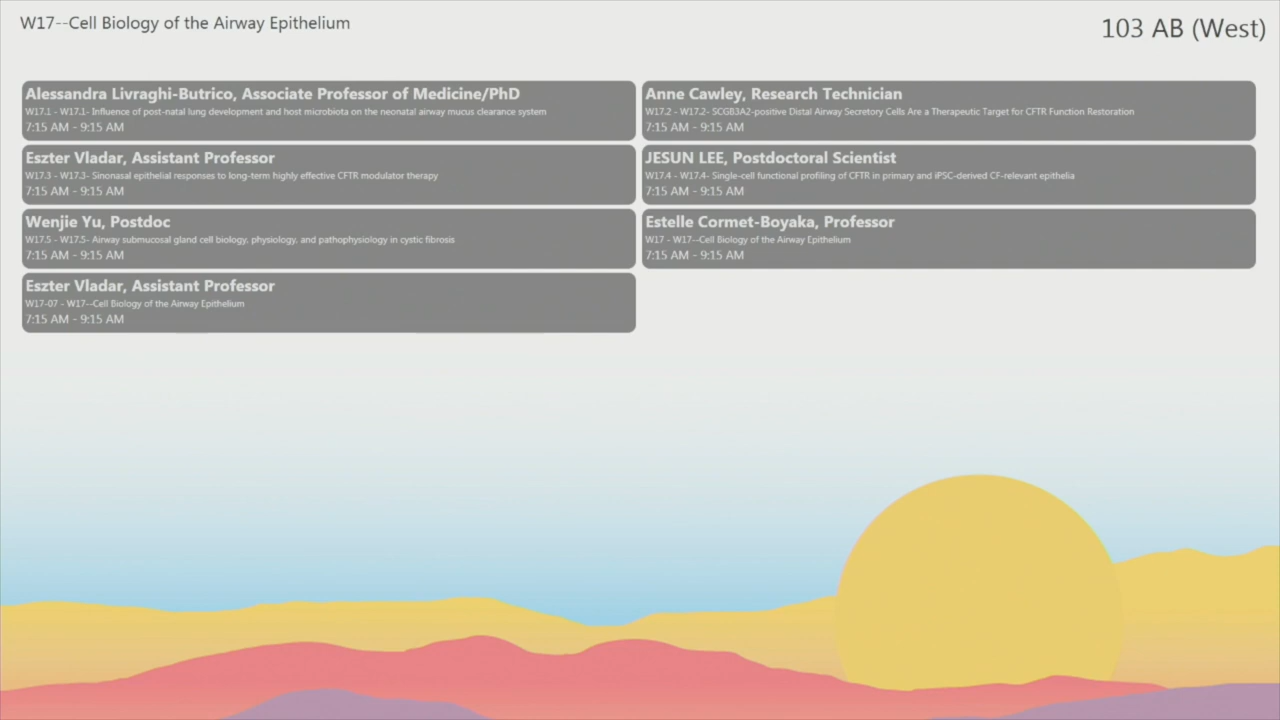 W17--Cell Biology of the Airway Epithelium
103 AB (West)
Alessandra Livraghi-Butrico, Associate Professor of Medicine/PhD
W17.1 - W17.1- Influence of post-natal lung development and host microbiota on the neonatal airway mucus clearance system
7:15 AM - 9:15 AM
Anne Cawley, Research Technician
W17.2 - W17.2- SCGB3A2-positive Distal Airway Secretory Cells Are a Therapeutic Target for CFTR Function Restoration
7:15 AM - 9:15 AM
Eszter Vladar, Assistant Professor
W17.3 - W17.3- Sinonasal epithelial responses to long-term highly effective CFTR modulator therapy
7:15 AM - 9:15 AM
JESUN LEE, Postdoctoral Scientist
W17.4 - W17.4- Single-cell functional profiling of CFTR in primary and iPSC-derived CF-relevant epithelia
7:15 AM - 9:15 AM
Wenjie Yu, Postdoc
W17.5 - W17.5- Airway submucosal gland cell biology, physiology, and pathophysiology in cystic fibrosis
7:15 AM - 9:15 AM
Estelle Cormet-Boyaka, Professor
W17 - W17--Cell Biology of the Airway Epithelium
7:15 AM - 9:15 AM
Eszter Vladar, Assistant Professor
W17-07 - W17--Cell Biology of the Airway Epithelium
7:15 AM - 9:15 AM